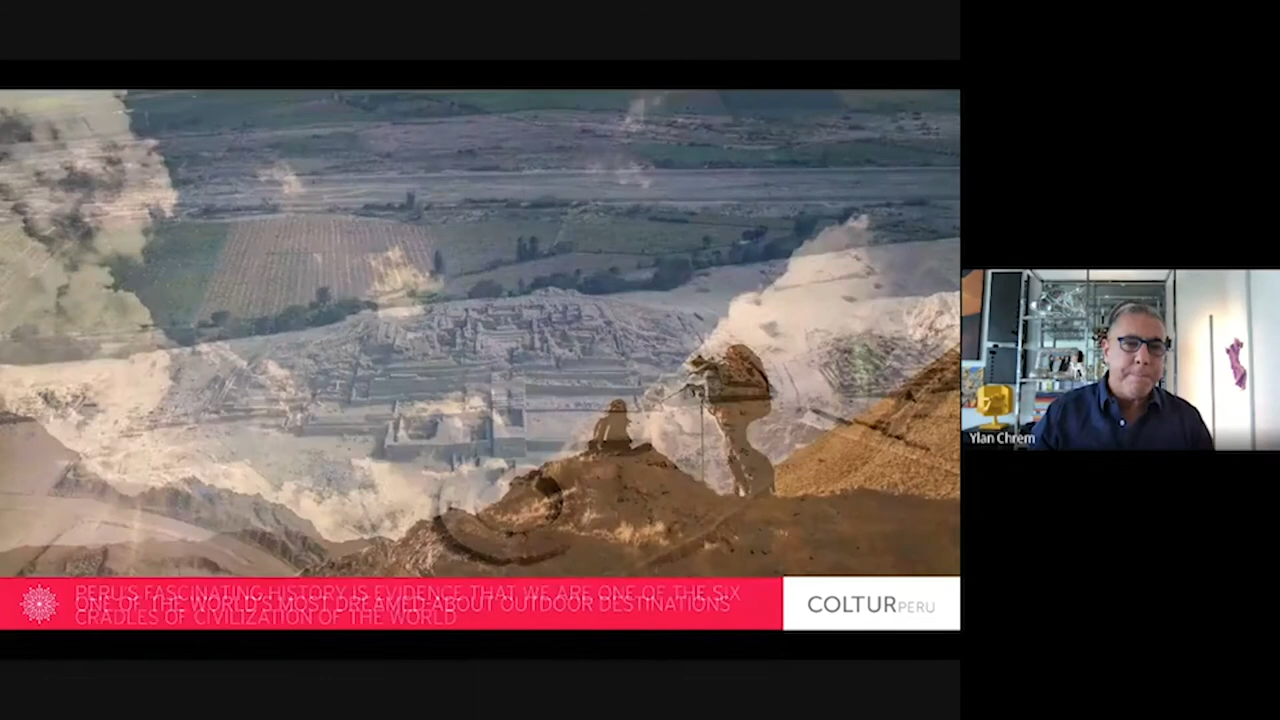 PERU'S FASCINATING HISTORY IS EVIDENCE THAT WE ARE ONE OF THE SIX
CRADLES OF CIVILIZATION OF THE WORLD
ONE OF THE WORLD'S MOST DREAMED-ABOUT OUTDOOR DESTINATIONS
COLTURPERU
Ylan Chrem